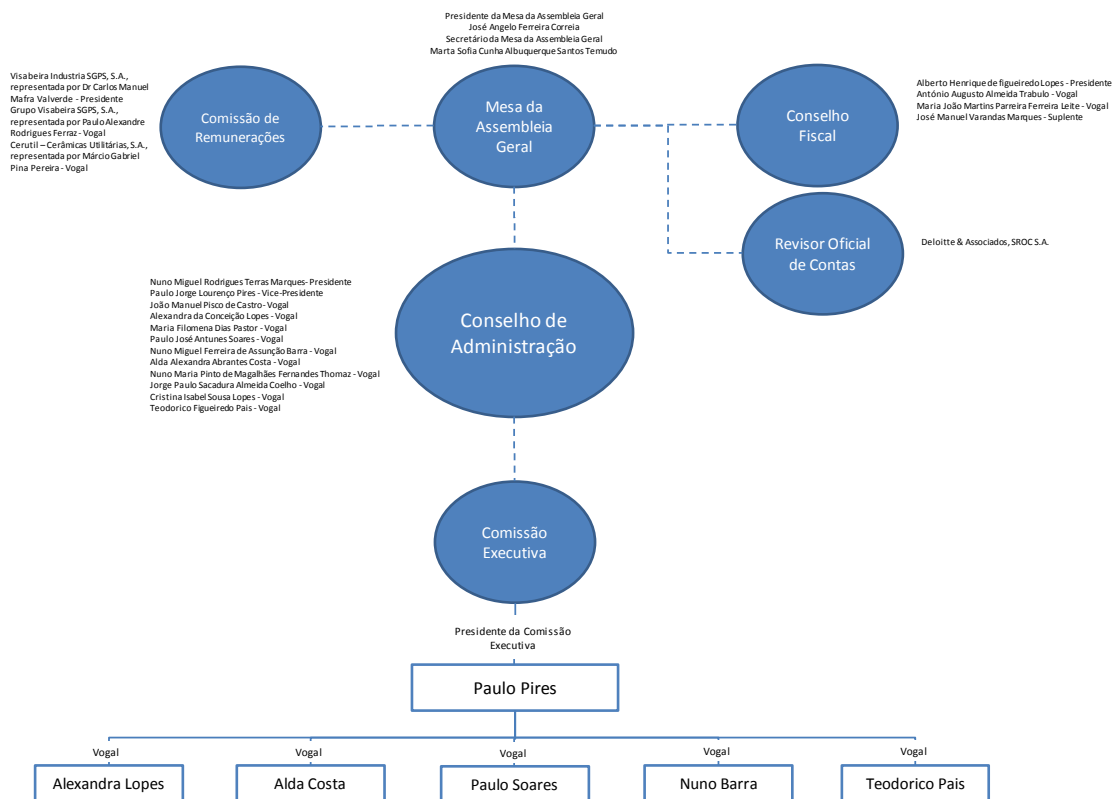 Presidente da Mesa da Assembleia Geral
José Angelo Ferreira Correia
Secretário da Mesa da Assembleia Geral
Marta Sofia Cunha Albuquerque Santos Temudo
Visabeira Industria SGPS, S.A.,
representada por Dr Carlos Manuel
Mafra Valverde - Presidente
Grupo Visabeira SGPS, S.A.,
representada por Paulo Alexandre
Rodrigues Ferraz - Vogal
Cerutil – Cerâmicas Utilitárias, S.A.,
representada por Márcio Gabriel
Pina Pereira - Vogal
Comissão de
Remunerações
Mesa da
Assembleia
Geral
Conselho
Fiscal
Alberto Henrique de figueiredo Lopes - Presidente
António Augusto Almeida Trabulo - Vogal
Maria João Martins Parreira Ferreira Leite - Vogal
José Manuel Varandas Marques - Suplente
Revisor Oficial
de Contas
Deloitte & Associados, SROC S.A.
Nuno Miguel Rodrigues Terras Marques- Presidente
Paulo Jorge Lourenço Pires - Vice-Presidente
João Manuel Pisco de Castro - Vogal
Alexandra da Conceição Lopes - Vogal
Maria Filomena Dias Pastor - Vogal
Paulo José Antunes Soares - Vogal
Nuno Miguel Ferreira de Assunção Barra - Vogal
Alda Alexandra Abrantes Costa - Vogal
Nuno Maria Pinto de Magalhães Fernandes Thomaz - Vogal
Jorge Paulo Sacadura Almeida Coelho - Vogal
Cristina Isabel Sousa Lopes - Vogal
Teodorico Figueiredo Pais - Vogal
Conselho de
Administração
Comissão
Executiva
Presidente da Comissão
Executiva
Paulo Pires
Vogal
Vogal
Vogal
Vogal
Vogal
Alexandra Lopes
Alda Costa
Paulo Soares
Nuno Barra
Teodorico Pais